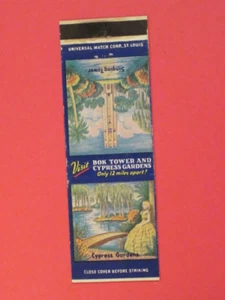 UNIVERSAL MATCH CORP., ST. LOUIS
Singing Tower
Visit BOK TOWER AND
CYPRESS GARDENS
Only 12 miles apart!
Cypress Gardens
CLOSE COVER BEFORE STRIKING